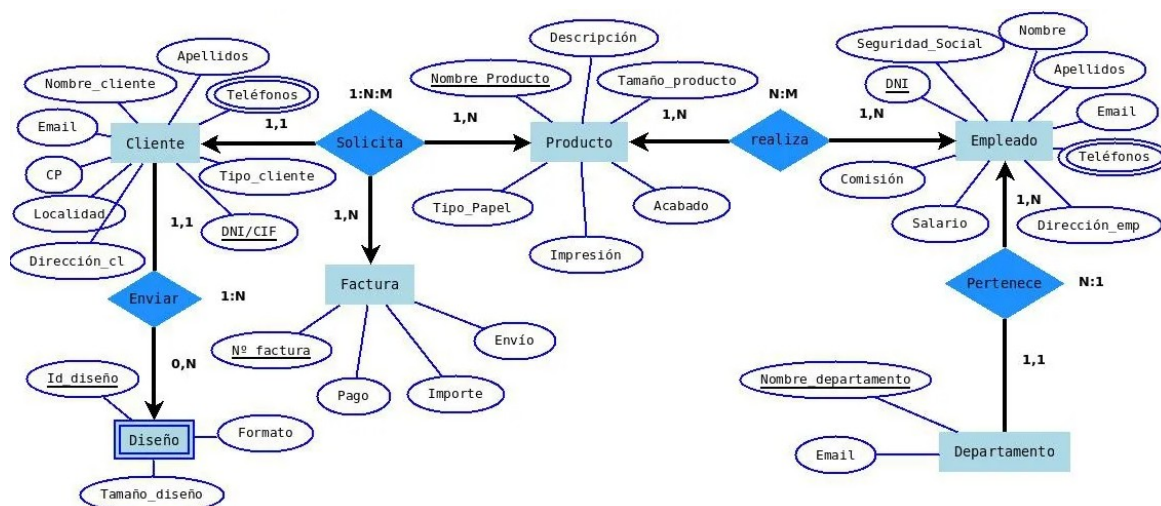 Descripción
Nombre
Apellidos
Seguridad_Social
Nombre_cliente
Nombre_Producto
Tamaño_producto
Apellidos
Teléfonos
1:N:M
N:M
DNI
Email
Email
1,1
1,N
1,N
1,N
Cliente
Solicita
Producto
realiza
Empleado
Teléfonos
CP
Tipo_cliente
Comisión
Localidad
Tipo_Papel
Acabado
1,N
1,1
DNI/CIF
1,N
Salario
Dirección_emp
Dirección_cl
Impresión
Enviar
1:N
Factura
Pertenece
N:1
Envío
Nº_factura
0,N
1,1
Id_diseño
Pago
Importe
Nombre_departamento
Diseño
Formato
Email
Departamento
Tamaño_diseño